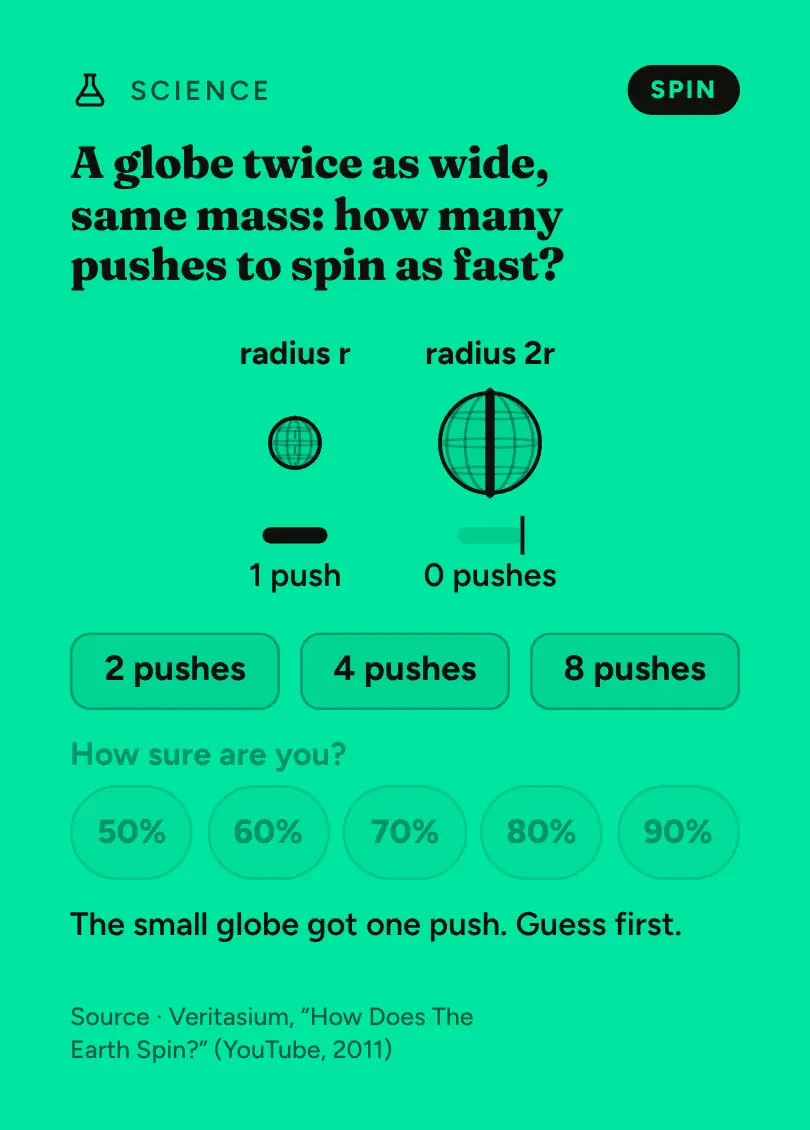 SCIENCE
SPIN
A globe twice as wide,
same mass: how many
pushes to spin as fast?
radius r
radius 2r
1 push
0 pushes
2 pushes
4 pushes
8 pushes
How sure are you?
50%
60%
70%
80%
90%
The small globe got one push. Guess first.
Source · Veritasium, “How Does The
Earth Spin?” (YouTube, 2011)